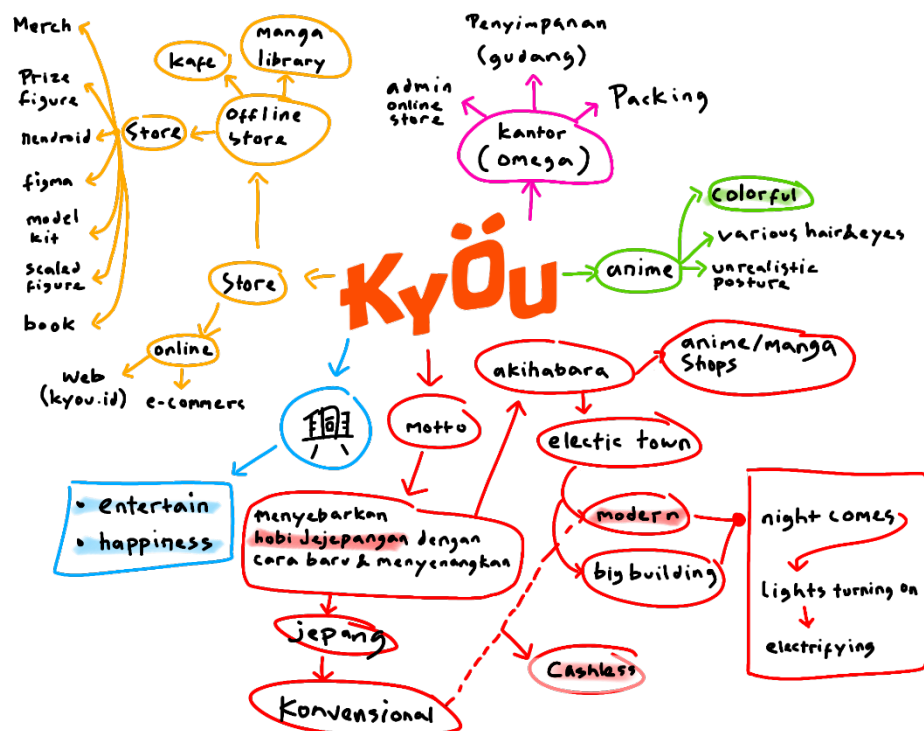 Merch
Prize
figure
nendroid
figma
model
kit
scaled
figure
book
Kafe
manga
library
offline
store
Store
Store
online
Web
(kyou.id)
e-commers
Penyimpanan
(gudang)
admin
online
store
Packing
kantor
(omega)
KYÖU
anime
colorful
various hair&eyes
unrealistic
posture
興
entertain
happiness
Motto
menyebarkan
hobi Jejepangan dengan
cara baru & menyenangkan
jepang
Konvensional
akihabara
anime/manga
shops
electic town
modern
big building
Cashless
night comes
lights turning on
electrifying